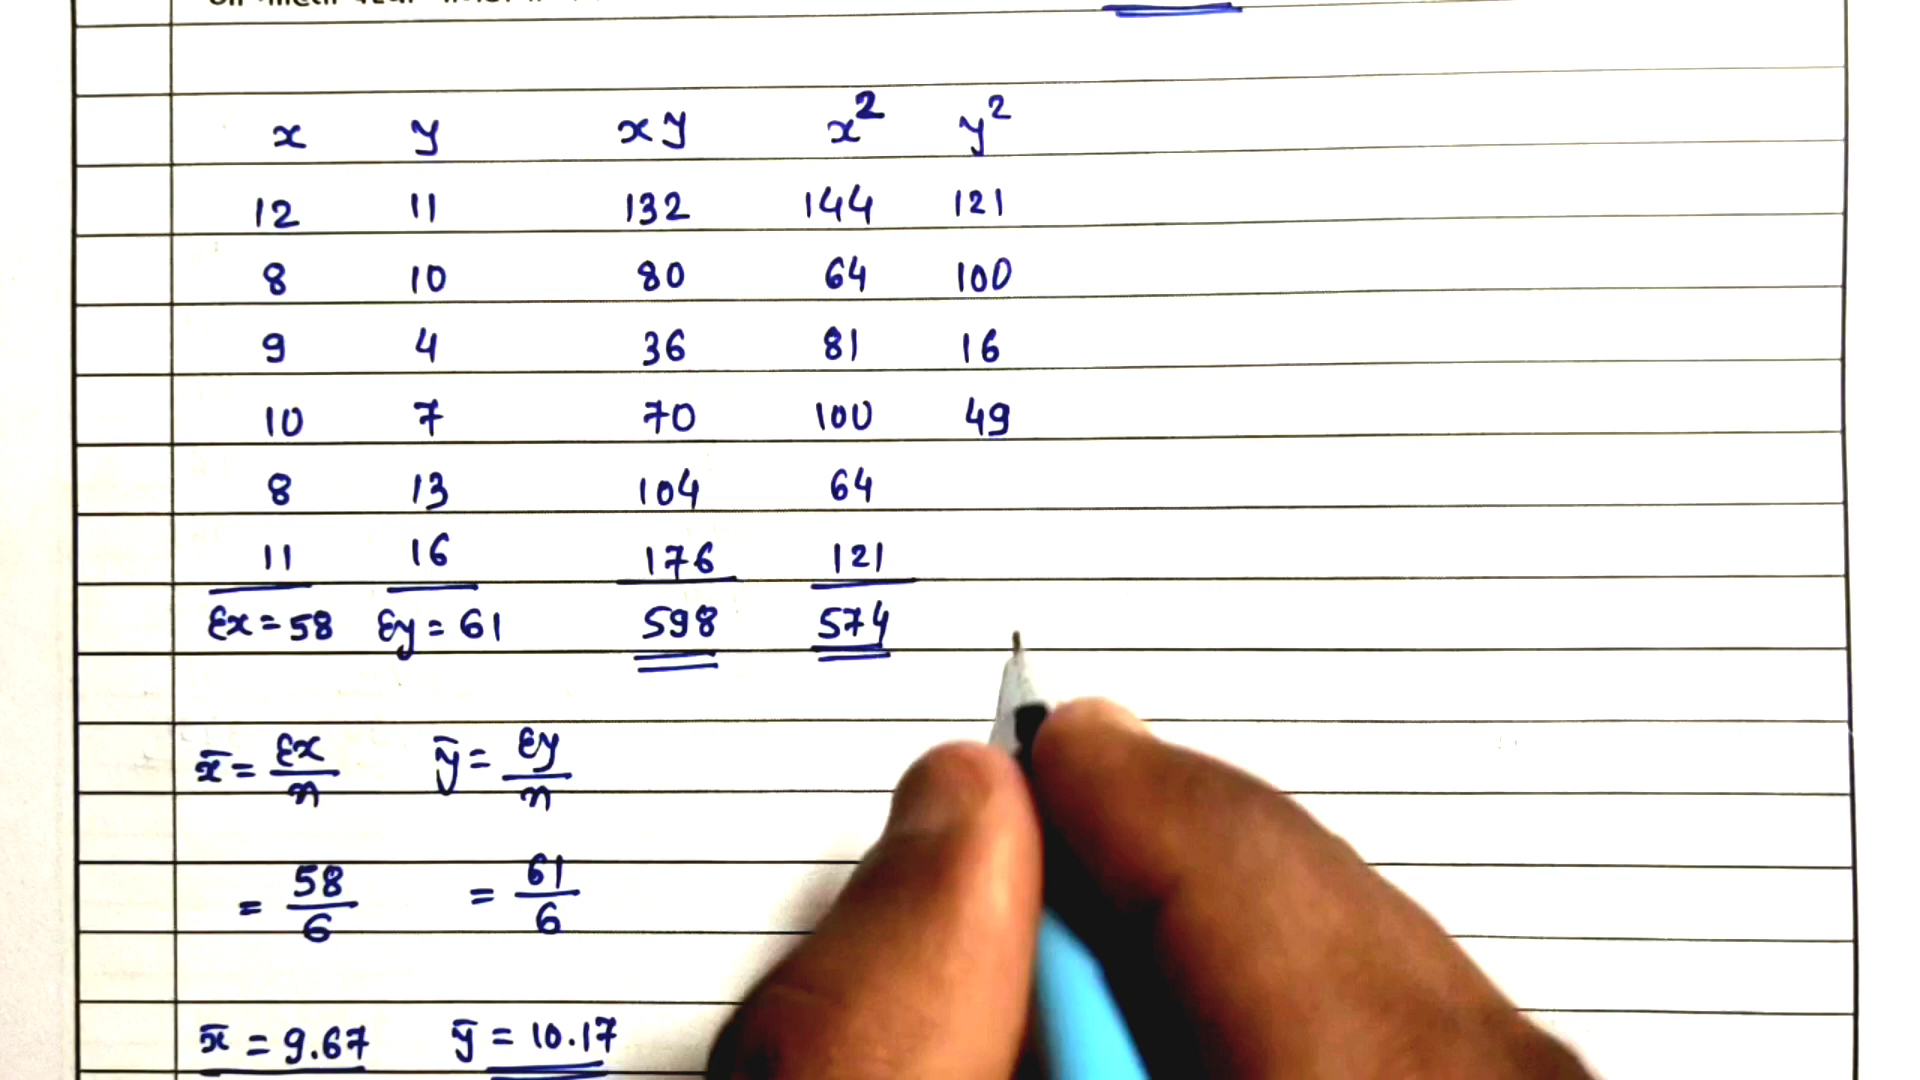 x y xy x² y²
12 11 132 144 121
8 10 80 64 100
9 4 36 81 16
10 7 70 100 49
8 13 104 64
11 16 176 121
Σx = 58 Σy = 61 598 574
x̄ = Σx/n ȳ = Σy/n
= 58/6 = 61/6
x̄ = 9.67 ȳ = 10.17